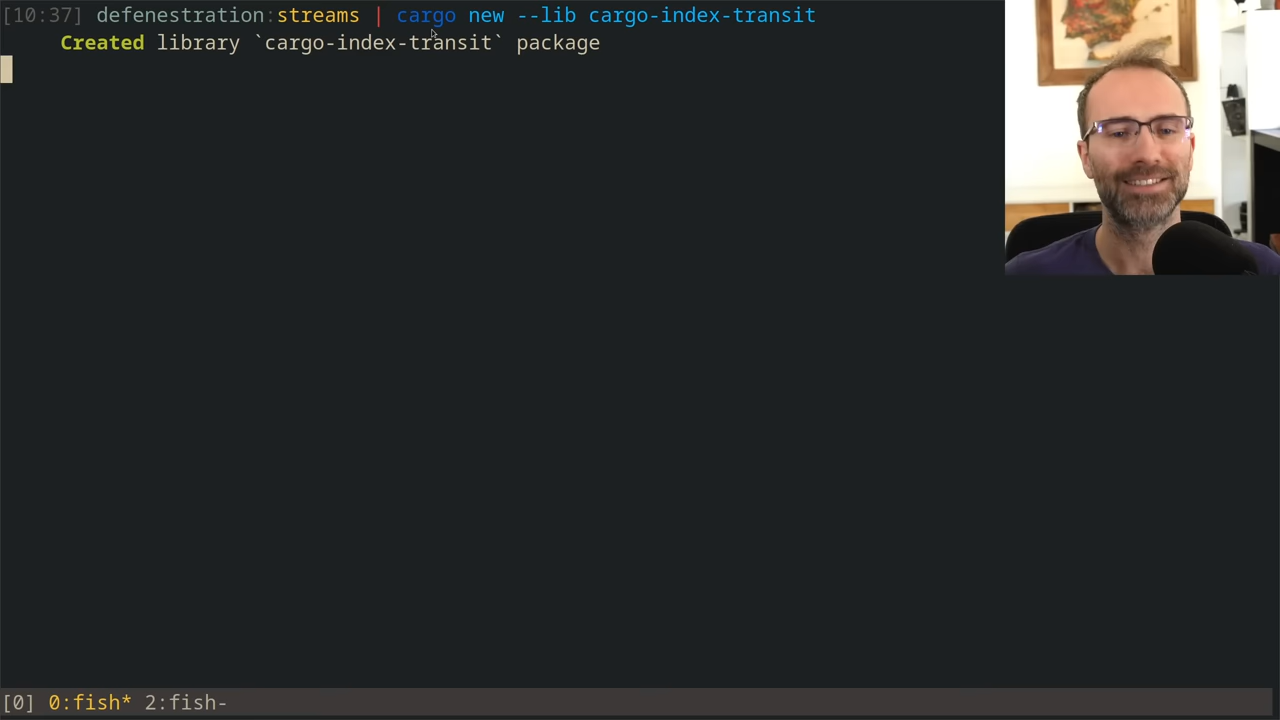 [10:37] defenestration:streams | cargo new --lib cargo-index-transit
Created library `cargo-index-transit` package
[0] 0:fish* 2:fish-